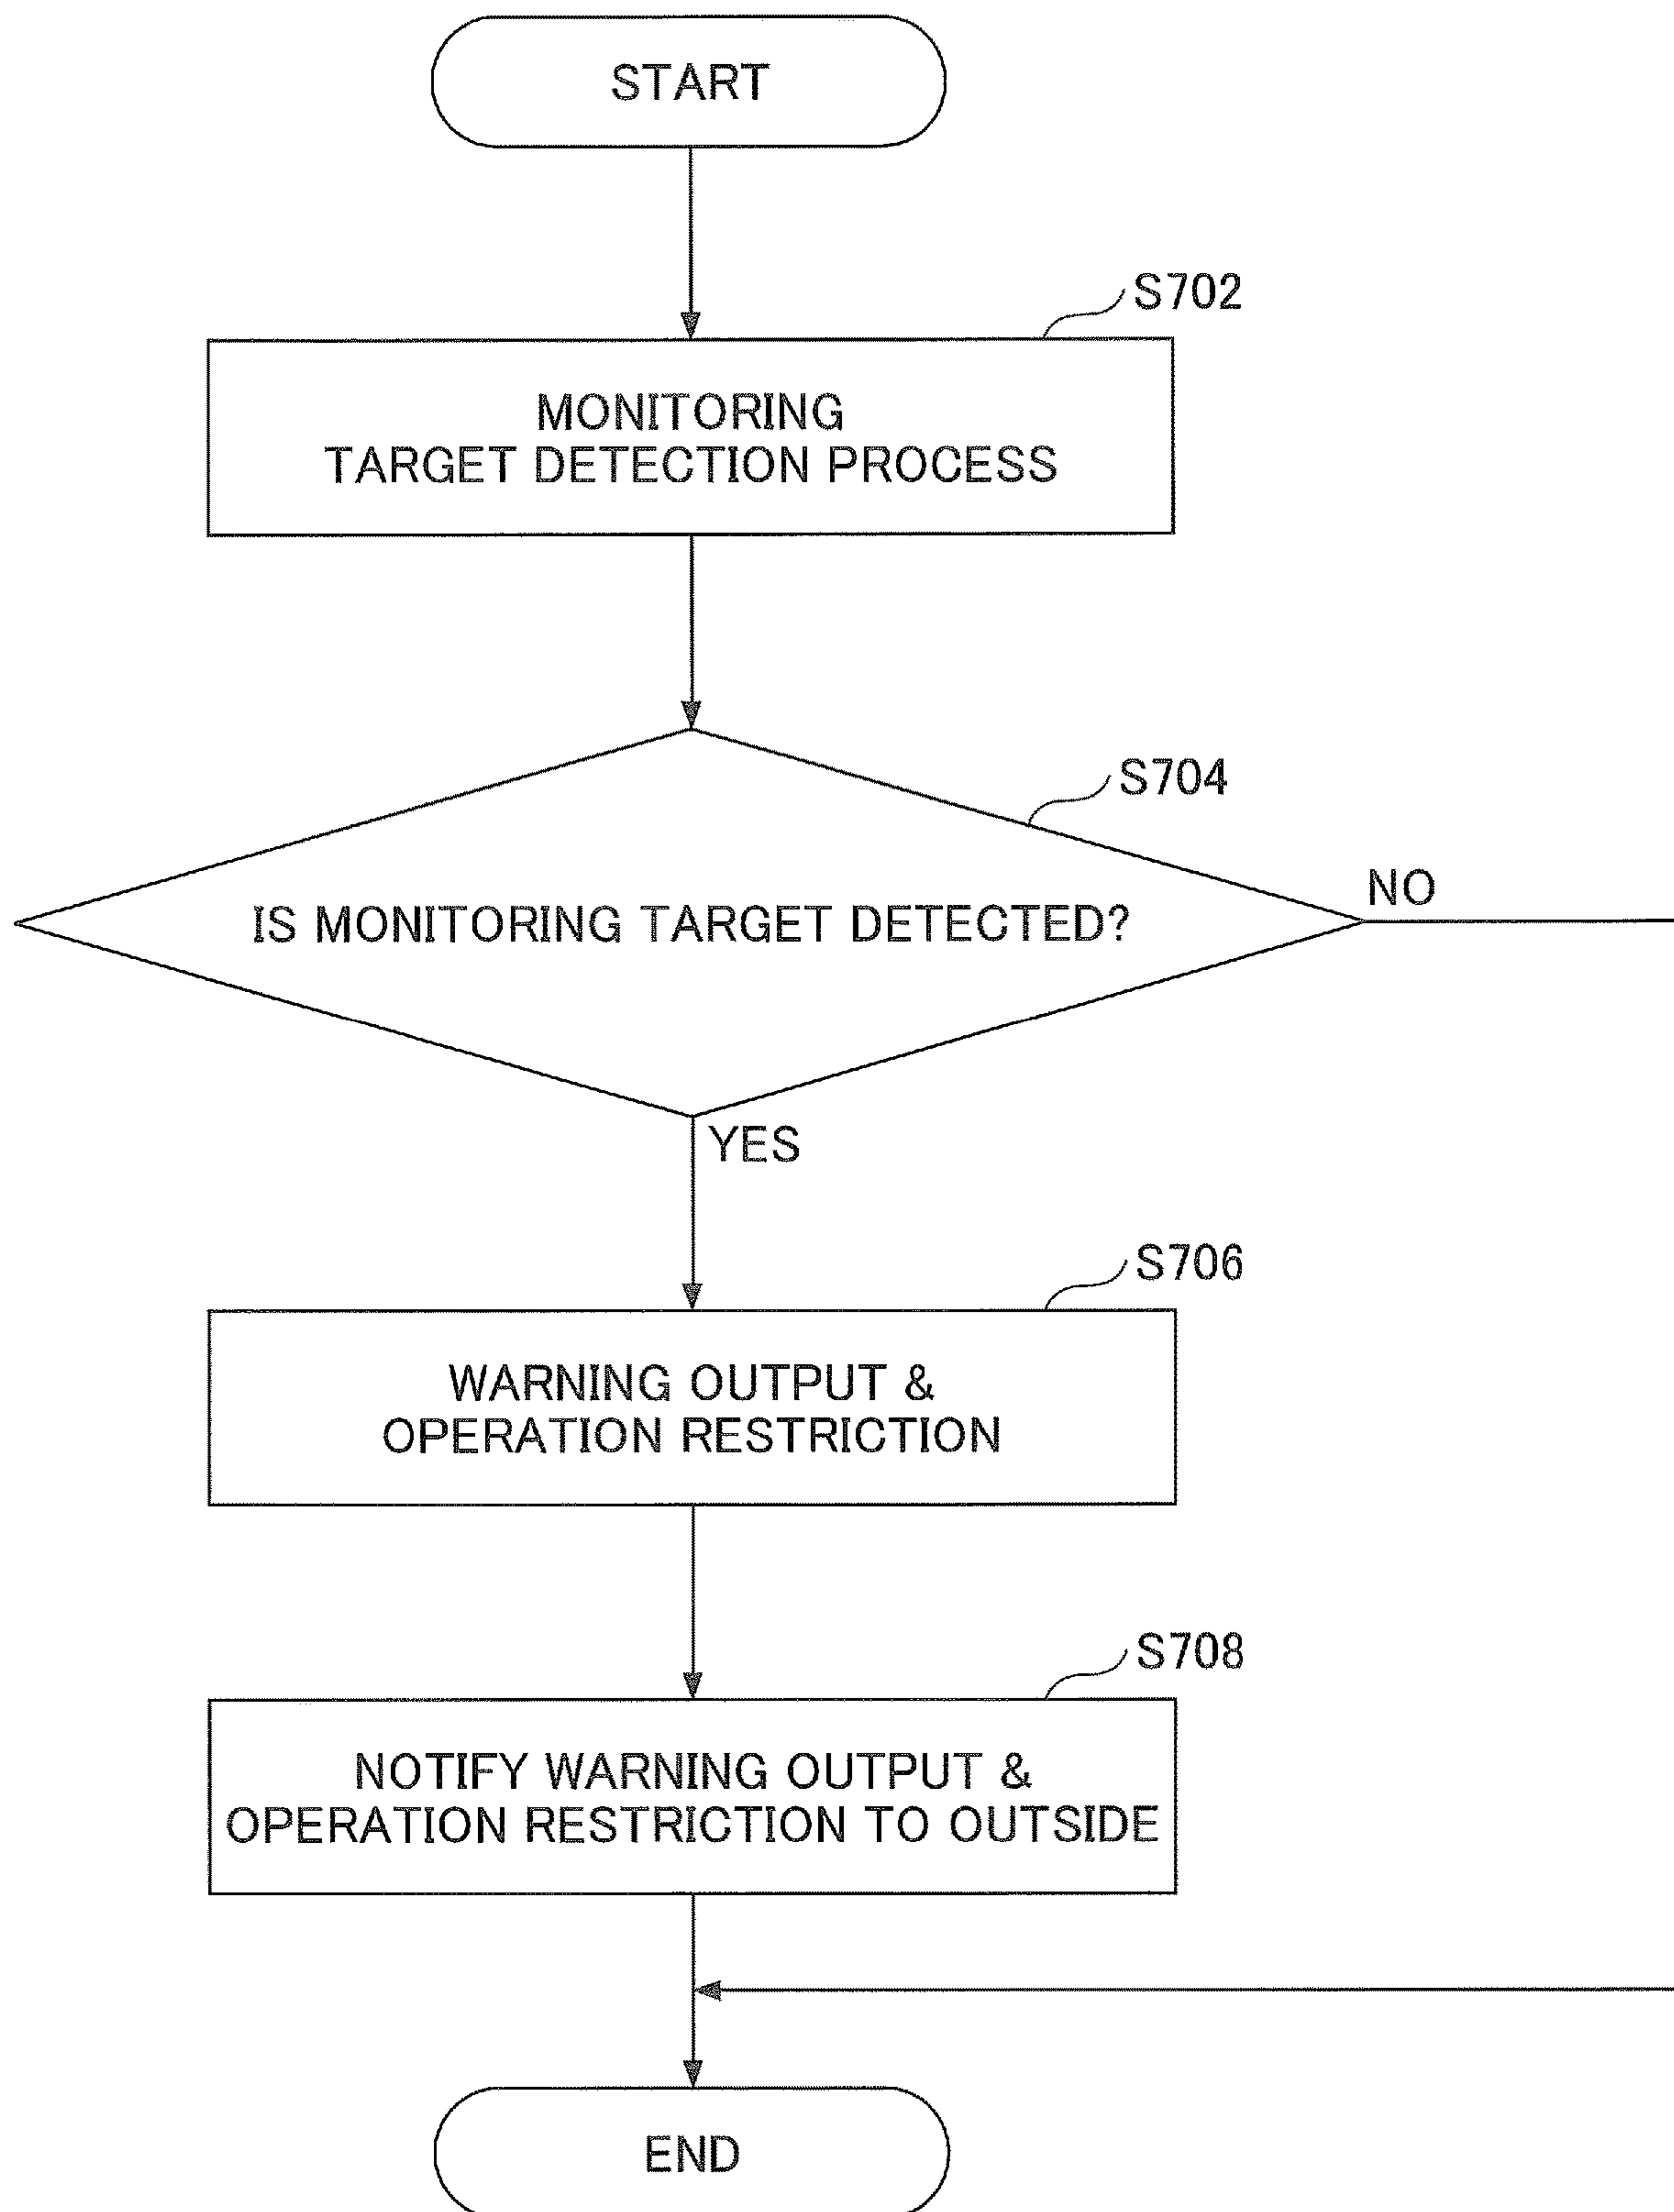 START
S702
MONITORING
TARGET DETECTION PROCESS
S704
IS MONITORING TARGET DETECTED?
NO
YES
S706
WARNING OUTPUT &
OPERATION RESTRICTION
S708
NOTIFY WARNING OUTPUT &
OPERATION RESTRICTION TO OUTSIDE
END